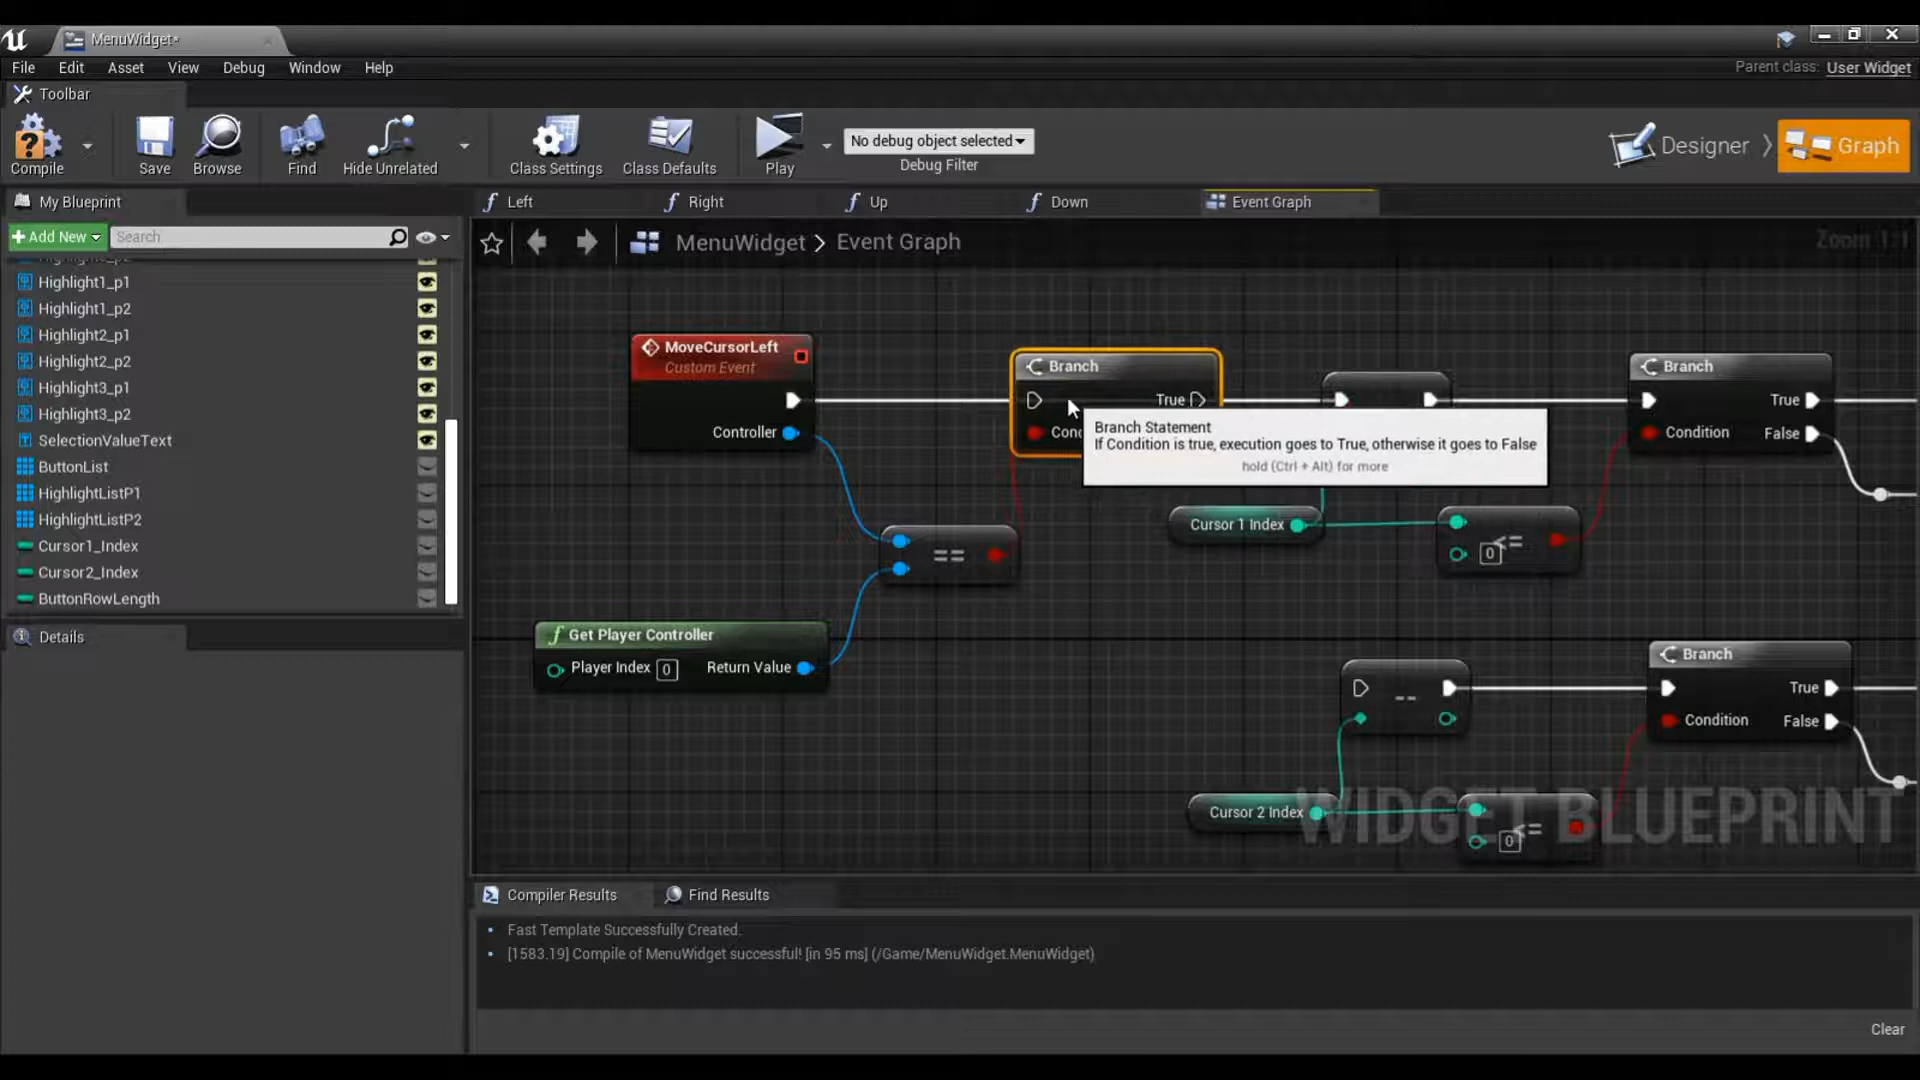 MenuWidget*
File Edit Asset View Debug Window Help
Parent class: User Widget
Toolbar
Compile Save Browse Find Hide Unrelated Class Settings Class Defaults Play
No debug object selected
Debug Filter
Designer
Graph
My Blueprint
Left Right Up Down Event Graph
Add New Search
MenuWidget > Event Graph
Zoom 1:1
Highlight1_p1
Highlight1_p2
Highlight2_p1
Highlight2_p2
Highlight3_p1
Highlight3_p2
SelectionValueText
ButtonList
HighlightListP1
HighlightListP2
Cursor1_Index
Cursor2_Index
ButtonRowLength
Details
MoveCursorLeft
Custom Event
Controller
Branch
True
Branch Statement
If Condition is true, execution goes to True, otherwise it goes to False
hold (Ctrl + Alt) for more
Branch
True
Condition False
Cursor 1 Index
0 <=
==
Get Player Controller
Player Index 0 Return Value
--
Branch
True
Condition False
Cursor 2 Index
0 <=
WIDGET BLUEPRINT
Compiler Results Find Results
Fast Template Successfully Created.
[1583.19] Compile of MenuWidget successful! [in 95 ms] (/Game/MenuWidget.MenuWidget)
Clear